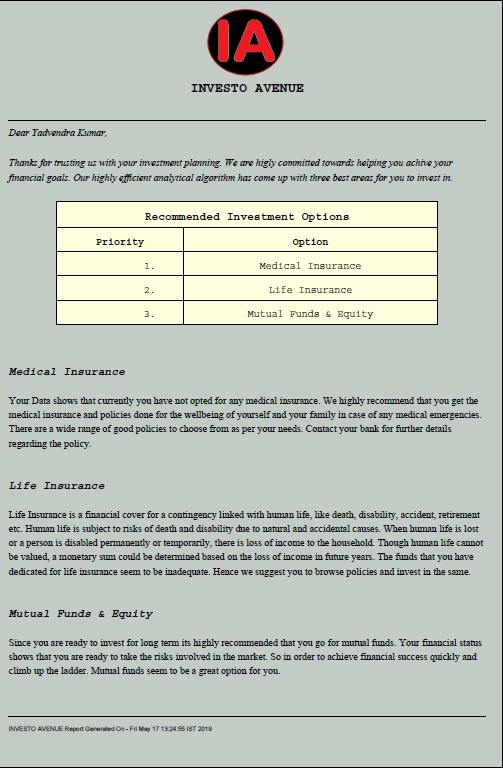 IA
INVESTO AVENUE
Dear Yadvendra Kumar,
Thanks for trusting us with your investment planning. We are higly committed towards helping you achive your
financial goals. Our highly efficient analytical algorithm has come up with three best areas for you to invest in.
Recommended Investment Options
Priority Option
1. Medical Insurance
2. Life Insurance
3. Mutual Funds & Equity
Medical Insurance
Your Data shows that currently you have not opted for any medical insurance. We highly recommend that you get the
medical insurance and policies done for the wellbeing of yourself and your family in case of any medical emergencies.
There are a wide range of good policies to choose from as per your needs. Contact your bank for further details
regarding the policy.
Life Insurance
Life Insurance is a financial cover for a contingency linked with human life, like death, disability, accident, retirement
etc. Human life is subject to risks of death and disability due to natural and accidental causes. When human life is lost
or a person is disabled permanently or temporarily, there is loss of income to the household. Though human life cannot
be valued, a monetary sum could be determined based on the loss of income in future years. The funds that you have
dedicated for life insurance seem to be inadequate. Hence we suggest you to browse policies and invest in the same.
Mutual Funds & Equity
Since you are ready to invest for long term its highly recommended that you go for mutual funds. Your financial status
shows that you are ready to take the risks involved in the market. So in order to achieve financial success quickly and
climb up the ladder. Mutual funds seem to be a great option for you.
INVESTO AVENUE Report Generated On - Fri May 17 13:24:55 IST 2019